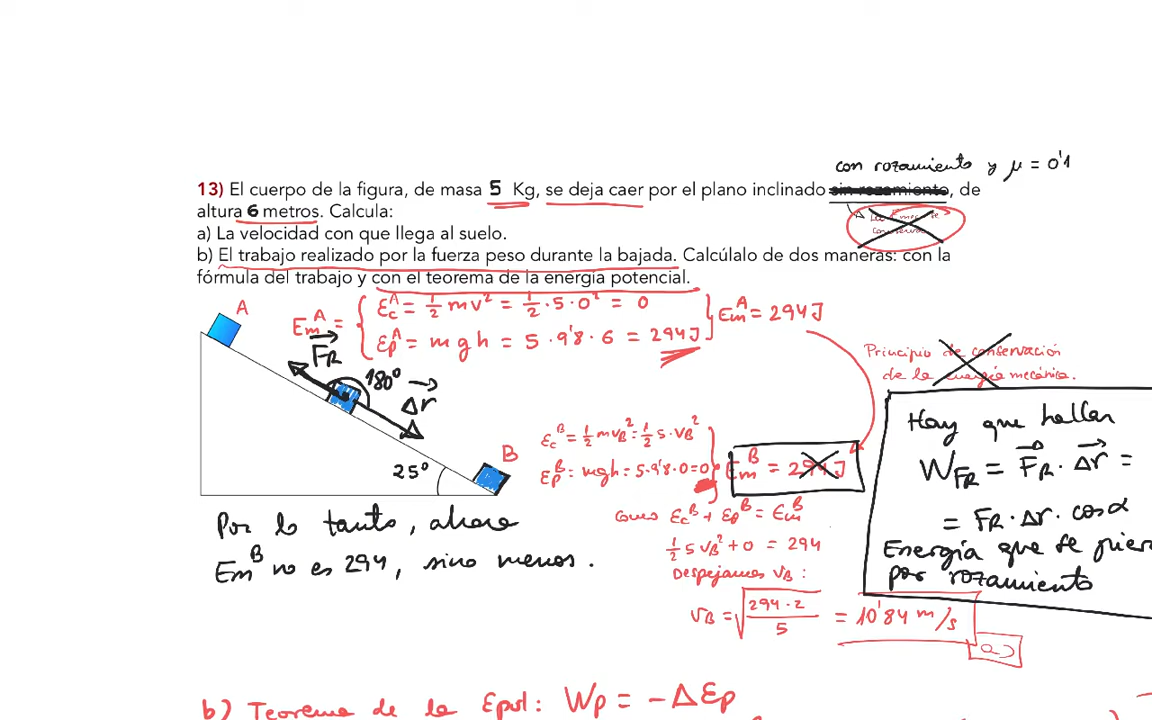 con rozamiento y μ = 0'1
13) El cuerpo de la figura, de masa 5 Kg, se deja caer por el plano inclinado sin rozamiento, de
altura 6 metros. Calcula:
a) La velocidad con que llega al suelo.
b) El trabajo realizado por la fuerza peso durante la bajada. Calcúlalo de dos maneras: con la
fórmula del trabajo y con el teorema de la energía potencial.
A
Em^A =
Ec^A = 1/2 m v² = 1/2 · 5 · 0² = 0
Ep^A = m g h = 5 · 9'8 · 6 = 294 J
Em^A = 294 J
FR
180º
Δr
25º
B
Principio de conservación
de la energía mecánica.
Ec^B = 1/2 m vB² = 1/2 5 · vB²
Ep^B = mgh = 5 · 9'8 · 0 = 0
Em^B = 294 J
Como Ec^B + Ep^B = Em^B
1/2 5 vB² + 0 = 294
Despejamos vB :
vB = √(294 · 2 / 5) = 10'84 m/s
a)
Hay que hallar
WFR = FR · Δr =
= FR · Δr · cos α
Energía que se pier
por rozamiento
Por lo tanto, ahora
Em^B no es 294, sino menos .
b) Teorema de la Epot : Wp = - ΔEp